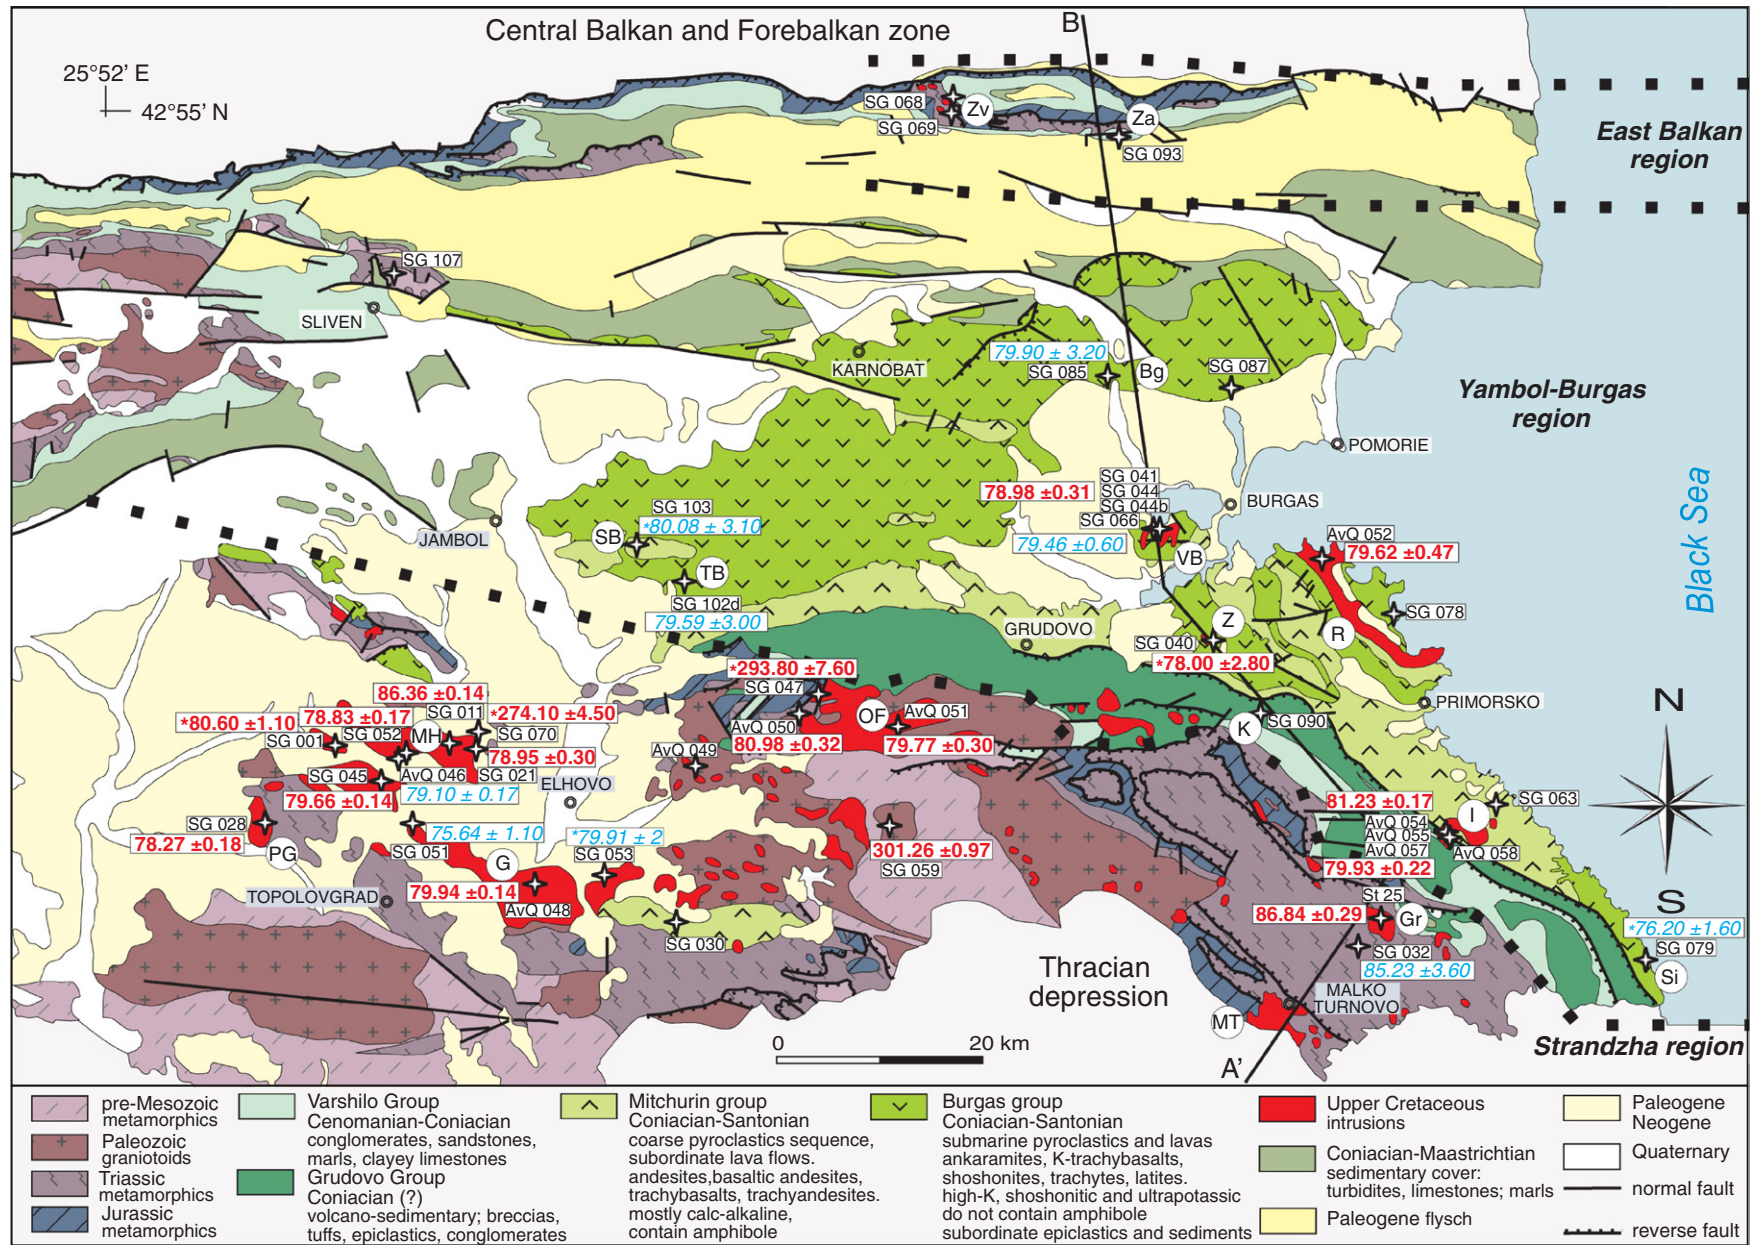 Central Balkan and Forebalkan zone
B
25°52' E
42°55' N
SG 068
Zv
SG 069
Za
SG 093
East Balkan
region
SG 107
SLIVEN
KARNOBAT
79.90 ± 3.20
SG 085
Bg
SG 087
Yambol-Burgas
region
POMORIE
SG 041
78.98 ±0.31
SG 044
SG 044b
SG 066
79.46 ±0.60
VB
BURGAS
Black Sea
SG 103
*80.08 ± 3.10
SB
TB
SG 102d
79.59 ±3.00
JAMBOL
AvQ 052
79.62 ±0.47
SG 078
R
Z
GRUDOVO
SG 040
*78.00 ±2.80
PRIMORSKO
N
S
*293.80 ±7.60
SG 047
86.36 ±0.14
SG 011
*274.10 ±4.50
*80.60 ±1.10
78.83 ±0.17
SG 001
SG 052
MH
SG 070
78.95 ±0.30
SG 045
AvQ 046
SG 021
79.66 ±0.14
79.10 ± 0.17
ELHOVO
AvQ 050
OF
AvQ 051
80.98 ±0.32
79.77 ±0.30
AvQ 049
K
SG 090
SG 028
78.27 ±0.18
PG
75.64 ± 1.10
SG 051
*79.91 ± 2
SG 053
G
79.94 ±0.14
AvQ 048
TOPOLOVGRAD
SG 030
301.26 ±0.97
SG 059
81.23 ±0.17
AvQ 054
AvQ 055
AvQ 057
79.93 ±0.22
I
SG 063
AvQ 058
St 25
86.84 ±0.29
Gr
SG 032
85.23 ±3.60
*76.20 ±1.60
SG 079
Si
MALKO
TURNOVO
MT
Thracian
depression
0
20 km
A'
Strandzha region
pre-Mesozoic
metamorphics
Paleozoic
graniotoids
Triassic
metamorphics
Jurassic
metamorphics
Varshilo Group
Cenomanian-Coniacian
conglomerates, sandstones,
marls, clayey limestones
Grudovo Group
Coniacian (?)
volcano-sedimentary; breccias,
tuffs, epiclastics, conglomerates
Mitchurin group
Coniacian-Santonian
coarse pyroclastics sequence,
subordinate lava flows.
andesites,basaltic andesites,
trachybasalts, trachyandesites.
mostly calc-alkaline,
contain amphibole
Burgas group
Coniacian-Santonian
submarine pyroclastics and lavas
ankaramites, K-trachybasalts,
shoshonites, trachytes, latites.
high-K, shoshonitic and ultrapotassic
do not contain amphibole
subordinate epiclastics and sediments
Upper Cretaceous
intrusions
Coniacian-Maastrichtian
sedimentary cover:
turbidites, limestones; marls
Paleogene flysch
Paleogene
Neogene
Quaternary
normal fault
reverse fault